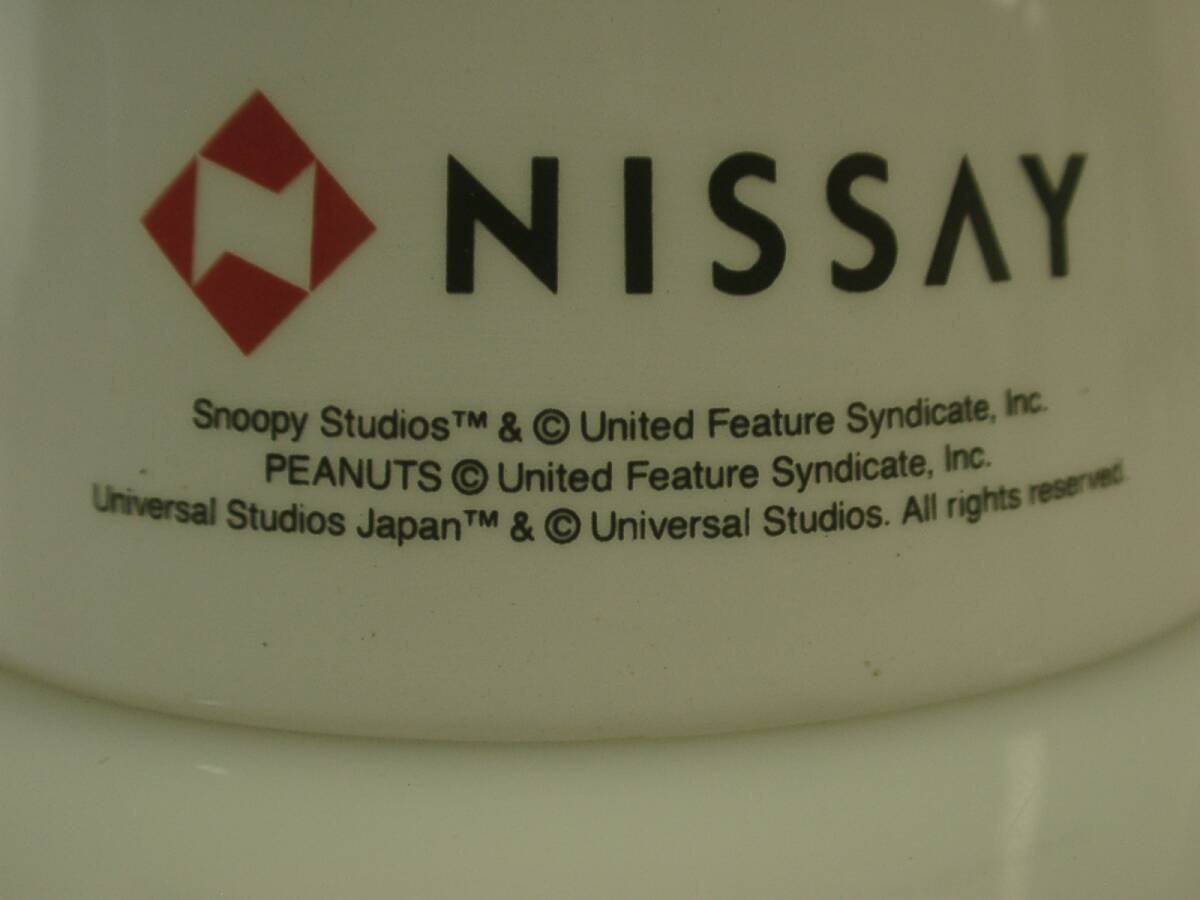 NISSAY
Snoopy Studios™ & © United Feature Syndicate, Inc.
PEANUTS © United Feature Syndicate, Inc.
Universal Studios Japan™ & © Universal Studios. All rights reserved.